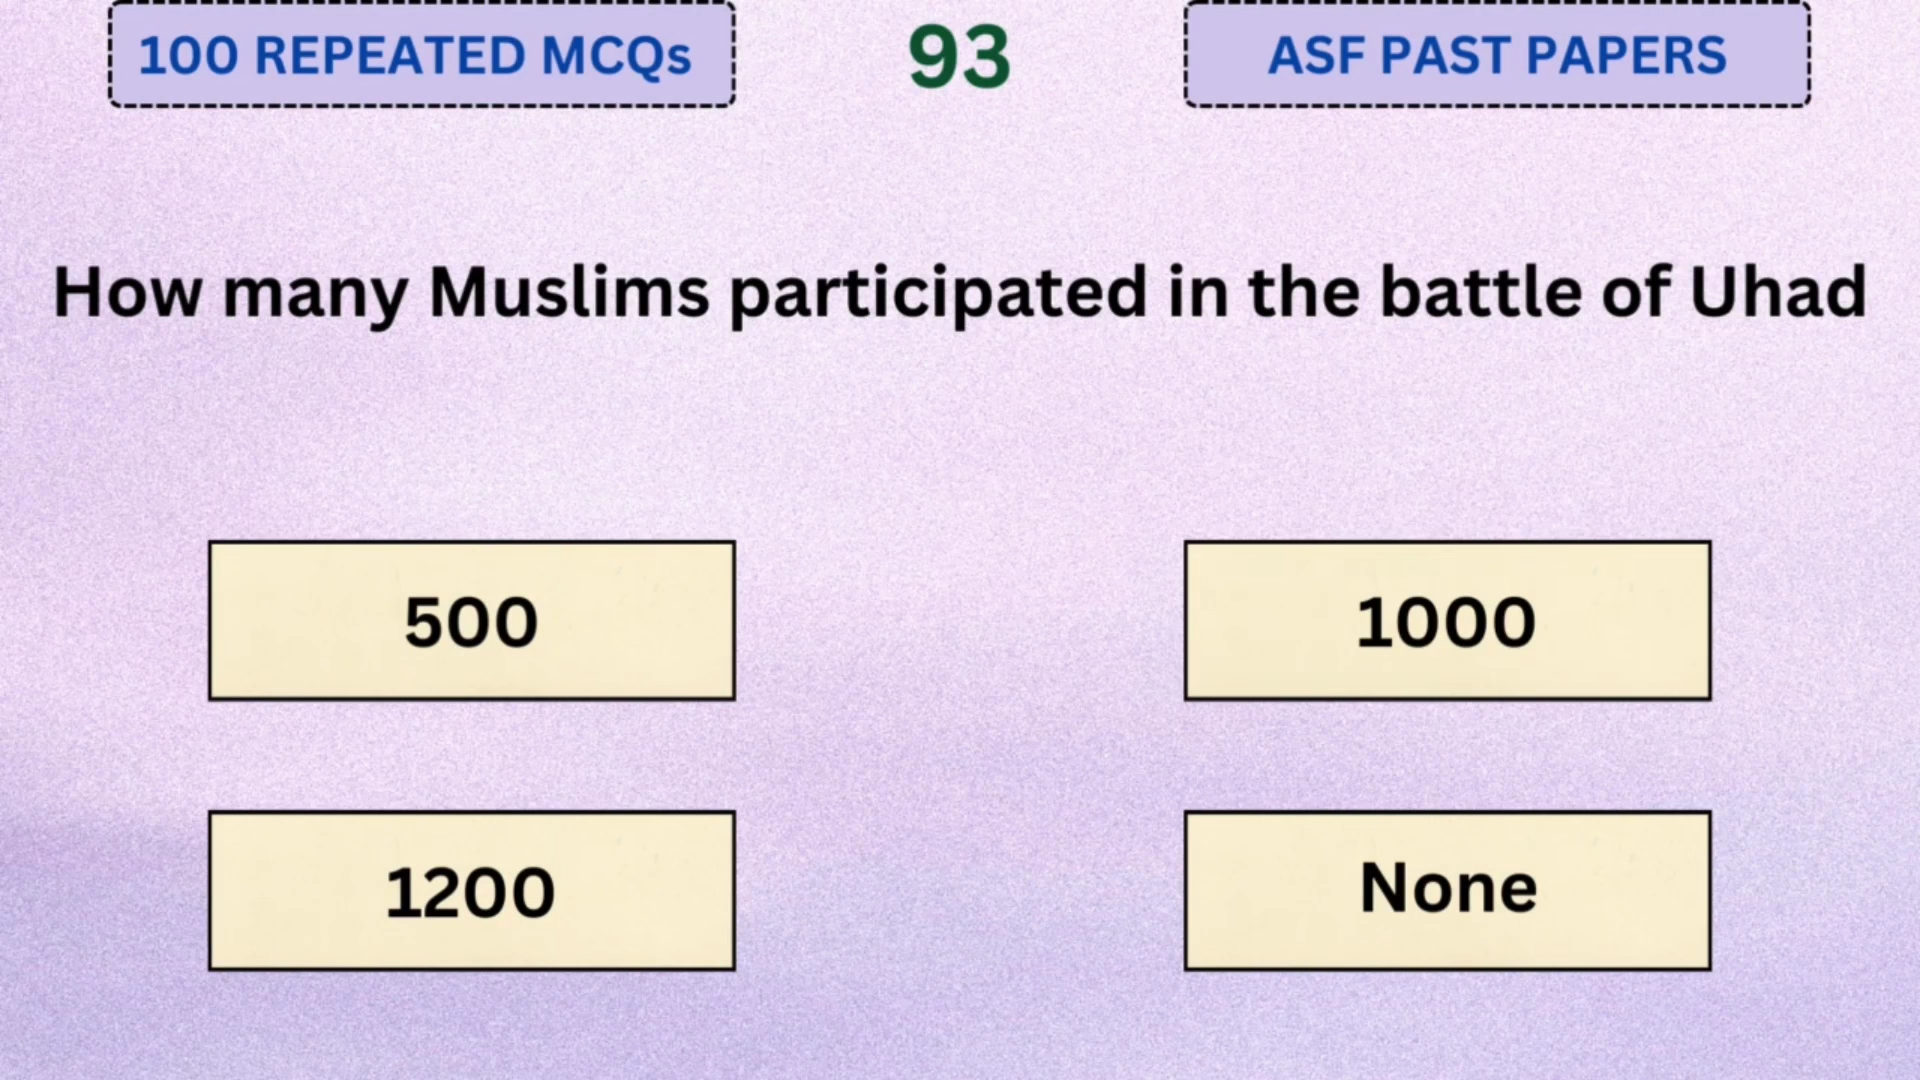 100 REPEATED MCQs
93
ASF PAST PAPERS
How many Muslims participated in the battle of Uhad
500
1000
1200
None